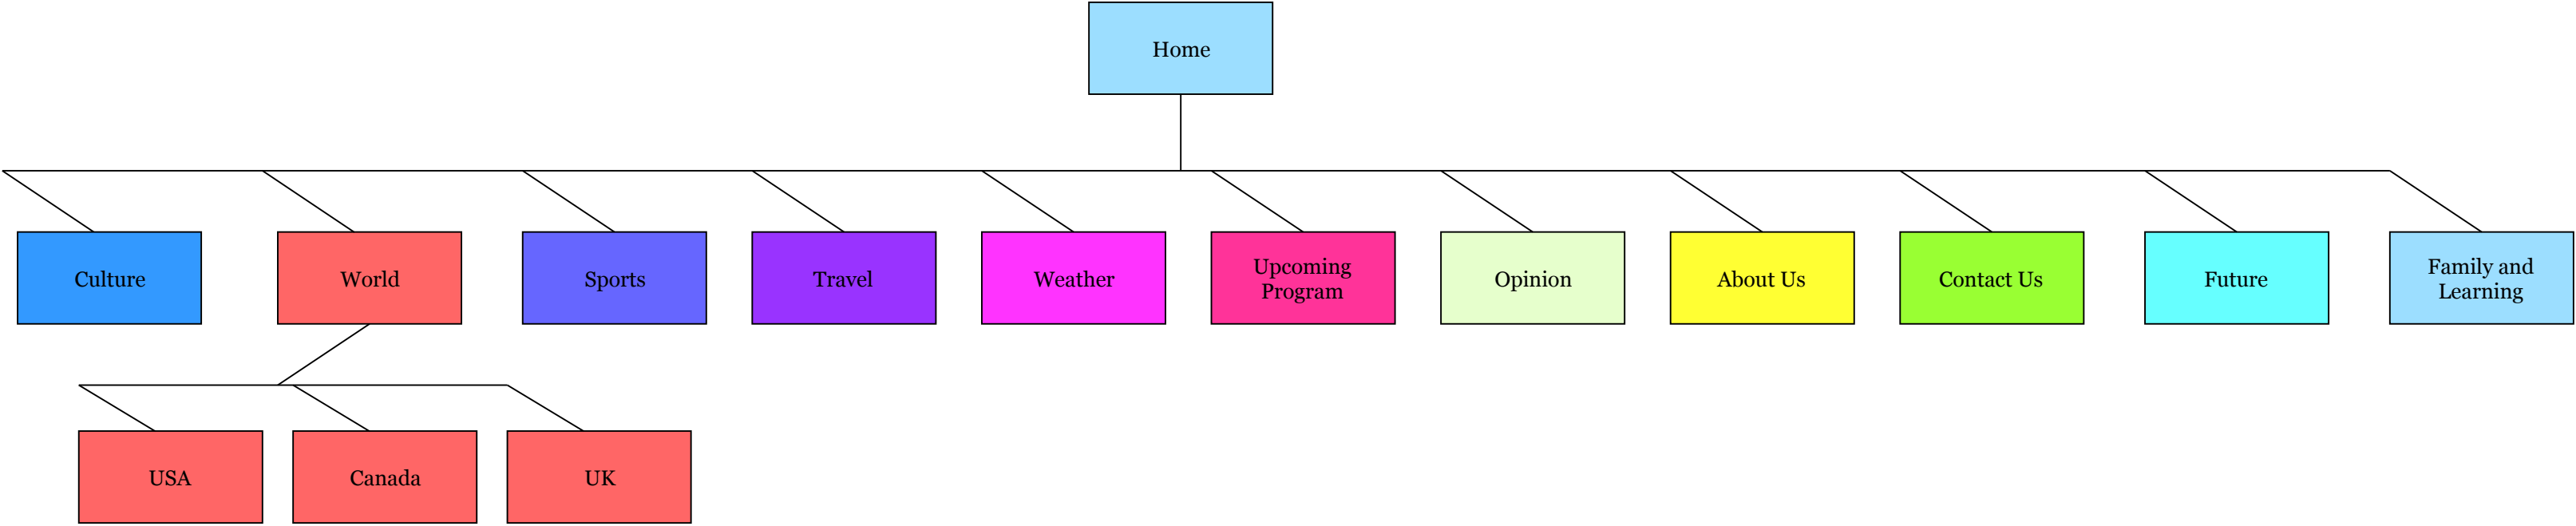 Home
Culture
World
Sports
Travel
Weather
Upcoming
Program
Opinion
About Us
Contact Us
Future
Family and
Learning
USA
Canada
UK